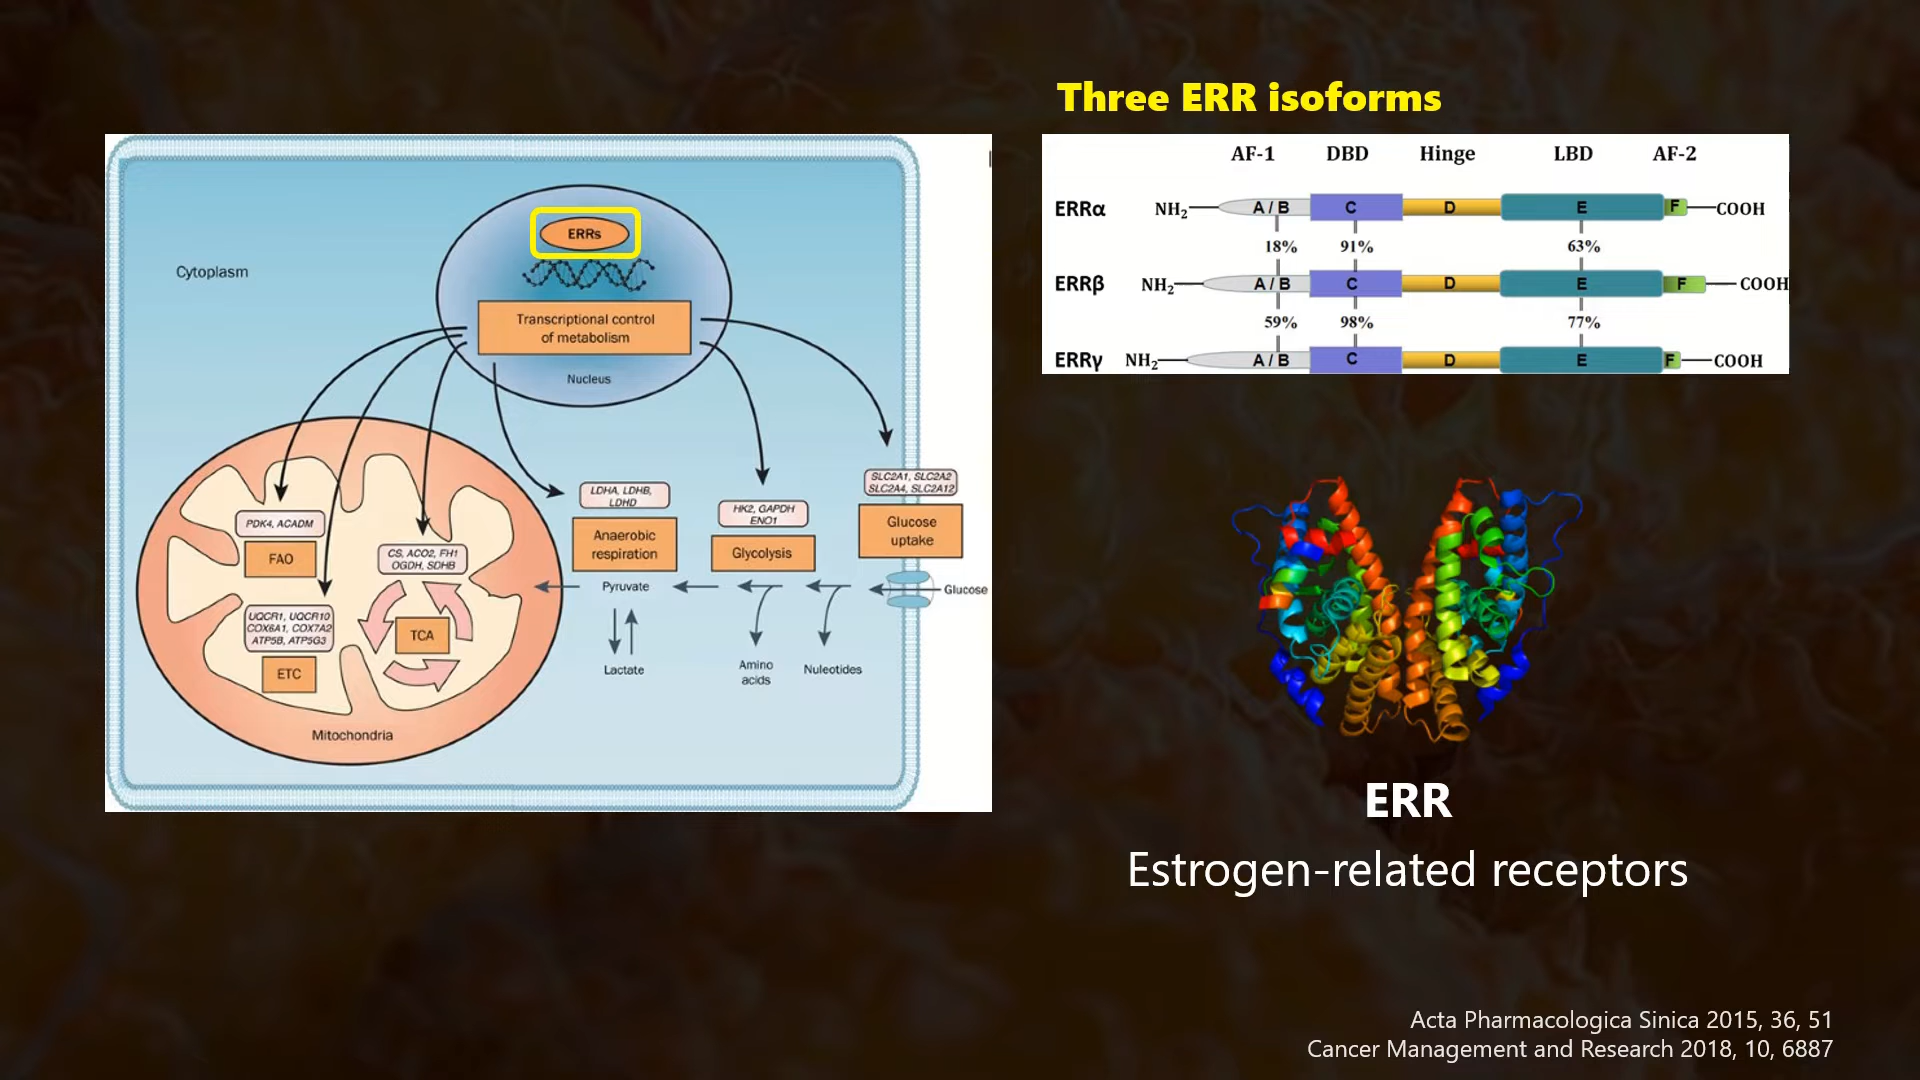 Three ERR isoforms
Cytoplasm
ERRs
Transcriptional control
of metabolism
Nucleus
PDK4, ACADM
FAO
CS, ACO2, FH1
OGDH, SDHB
UQCR1, UQCR10
COX6A1, COX7A2
ATP5B, ATP5G3
ETC
TCA
Mitochondria
LDHA, LDHB,
LDHD
Anaerobic
respiration
Pyruvate
Lactate
HK2, GAPDH
ENO1
Glycolysis
Amino
acids
Nuleotides
SLC2A1, SLC2A2
SLC2A4, SLC2A12
Glucose
uptake
Glucose
AF-1 DBD Hinge LBD AF-2
ERRα NH2 A / B C D E F COOH
18% 91% 63%
ERRβ NH2 A / B C D E F COOH
59% 98% 77%
ERRγ NH2 A / B C D E F COOH
ERR
Estrogen-related receptors
Acta Pharmacologica Sinica 2015, 36, 51
Cancer Management and Research 2018, 10, 6887